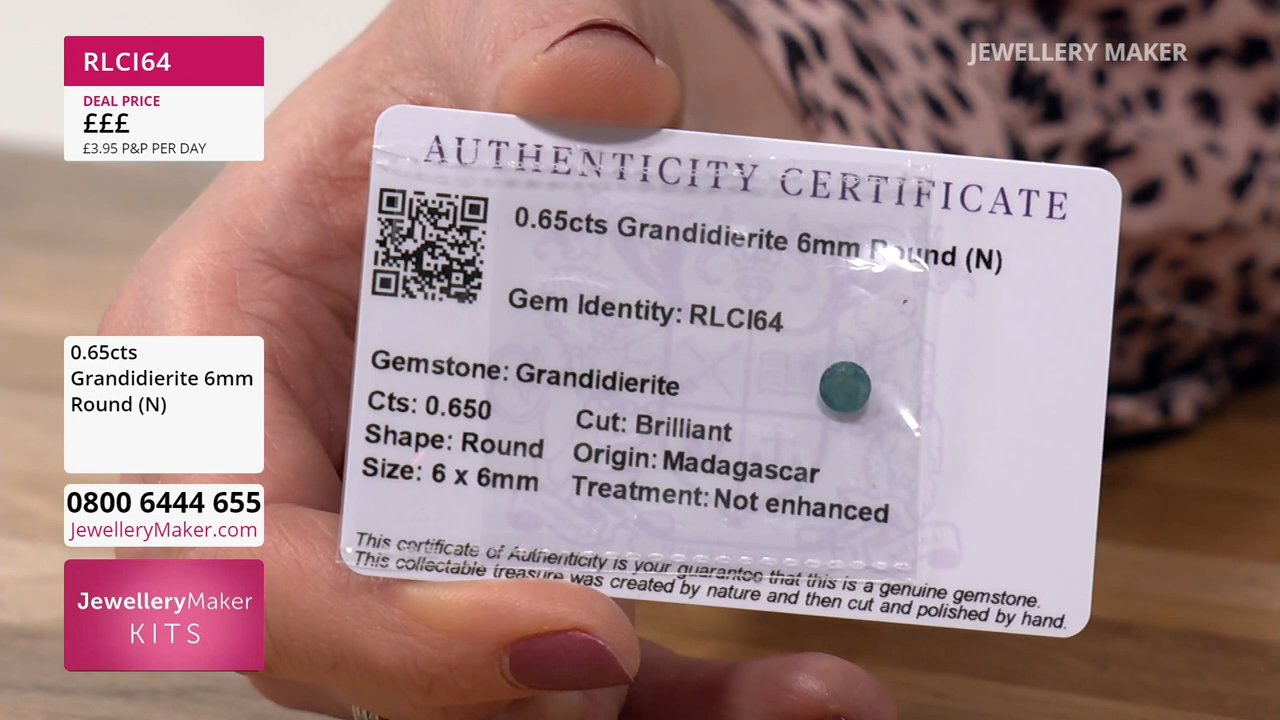 RLCI64
DEAL PRICE
£££
£3.95 P&P PER DAY
JEWELLERY MAKER
AUTHENTICITY CERTIFICATE
0.65cts Grandidierite 6mm Round (N)
Gem Identity: RLCI64
Gemstone: Grandidierite
Cts: 0.650
Cut: Brilliant
Shape: Round
Origin: Madagascar
Size: 6 x 6mm
Treatment: Not enhanced
This certificate of Authenticity is your guarantee that this is a genuine gemstone.
This collectable treasure was created by nature and then cut and polished by hand.
0.65cts
Grandidierite 6mm
Round (N)
0800 6444 655
JewelleryMaker.com
JewelleryMaker
KITS